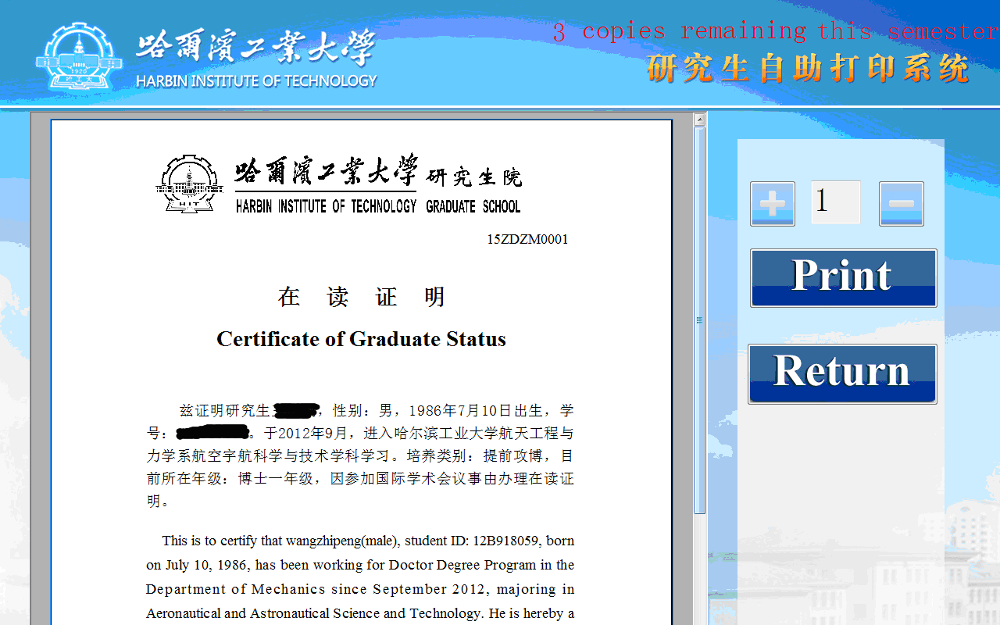 哈爾濱工業大學
HARBIN INSTITUTE OF TECHNOLOGY
3 copies remaining this semester
研究生自助打印系统
1920
哈工大
哈爾濱工業大學 研究生院
HIT
HARBIN INSTITUTE OF TECHNOLOGY GRADUATE SCHOOL
15ZDZM0001
在 读 证 明
Certificate of Graduate Status
兹证明研究生，性别：男，1986年7月10日出生，学
号：。于2012年9月，进入哈尔滨工业大学航天工程与
力学系航空宇航科学与技术学科学习。培养类别：提前攻博，目
前所在年级：博士一年级，因参加国际学术会议事由办理在读证
明。
This is to certify that wangzhipeng(male), student ID: 12B918059, born
on July 10, 1986, has been working for Doctor Degree Program in the
Department of Mechanics since September 2012, majoring in
Aeronautical and Astronautical Science and Technology. He is hereby a
1
Print
Return